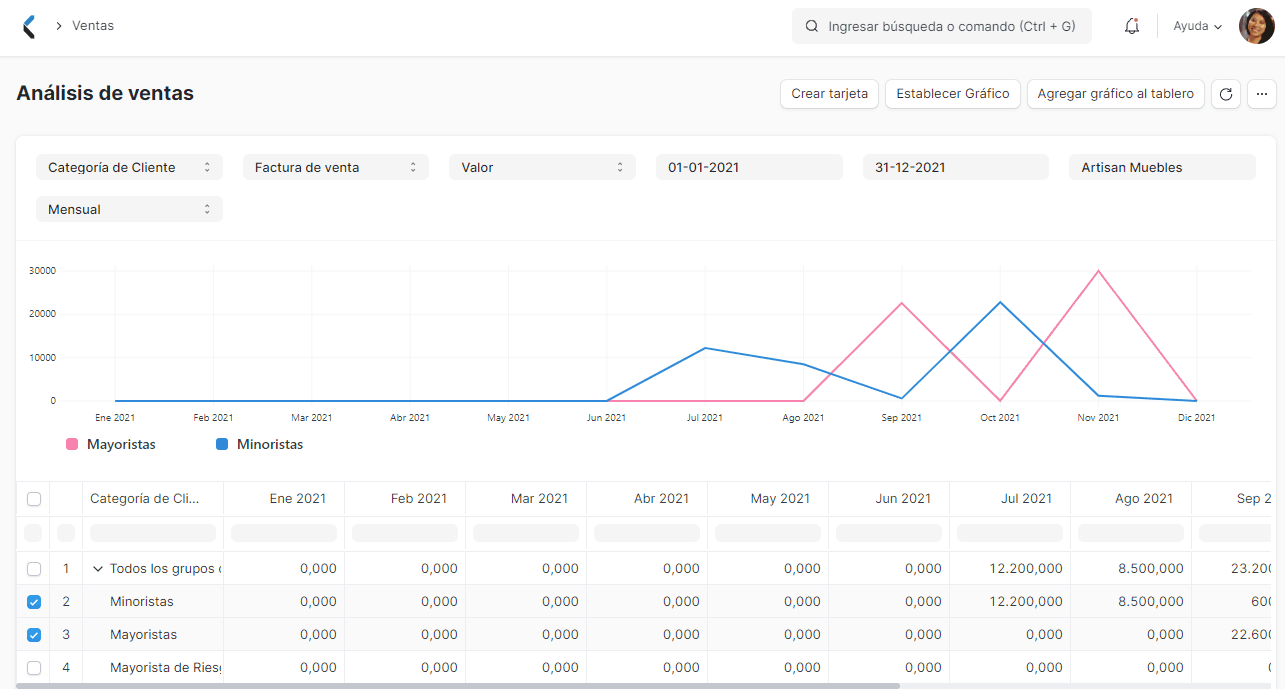 Ventas
Ingresar búsqueda o comando (Ctrl + G)
Ayuda
Análisis de ventas
Crear tarjeta
Establecer Gráfico
Agregar gráfico al tablero
Categoría de Cliente
Factura de venta
Valor
01-01-2021
31-12-2021
Artisan Muebles
Mensual
30000
20000
10000
0
Ene 2021 Feb 2021 Mar 2021 Abr 2021 May 2021 Jun 2021 Jul 2021 Ago 2021 Sep 2021 Oct 2021 Nov 2021 Dic 2021
Mayoristas Minoristas
Categoría de Cli... Ene 2021 Feb 2021 Mar 2021 Abr 2021 May 2021 Jun 2021 Jul 2021 Ago 2021 Sep 2
1 Todos los grupos 0,000 0,000 0,000 0,000 0,000 0,000 12.200,000 8.500,000 23.200
2 Minoristas 0,000 0,000 0,000 0,000 0,000 0,000 12.200,000 8.500,000 600
3 Mayoristas 0,000 0,000 0,000 0,000 0,000 0,000 0,000 0,000 22.600
4 Mayorista de Ries 0,000 0,000 0,000 0,000 0,000 0,000 0,000 0,000